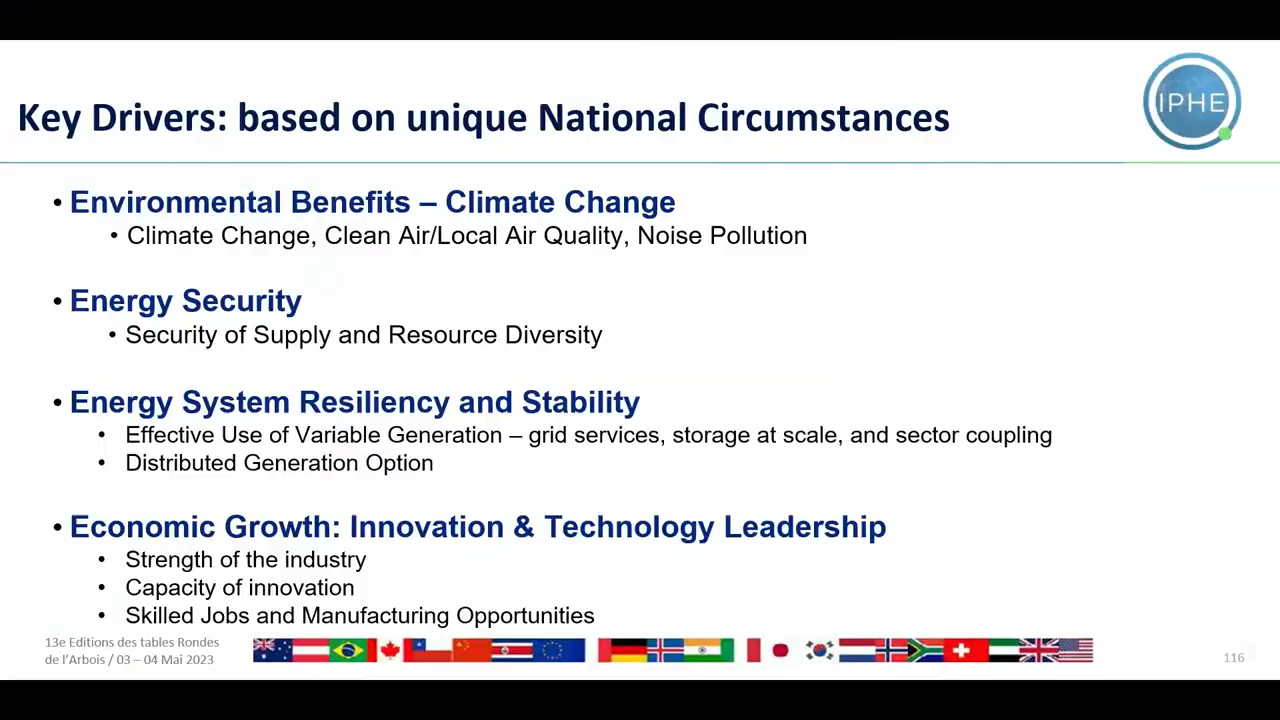 Key Drivers: based on unique National Circumstances
IPHE
• Environmental Benefits – Climate Change
• Climate Change, Clean Air/Local Air Quality, Noise Pollution
• Energy Security
• Security of Supply and Resource Diversity
• Energy System Resiliency and Stability
• Effective Use of Variable Generation – grid services, storage at scale, and sector coupling
• Distributed Generation Option
• Economic Growth: Innovation & Technology Leadership
• Strength of the industry
• Capacity of innovation
• Skilled Jobs and Manufacturing Opportunities
13e Editions des tables Rondes
de l'Arbois / 03 – 04 Mai 2023
116